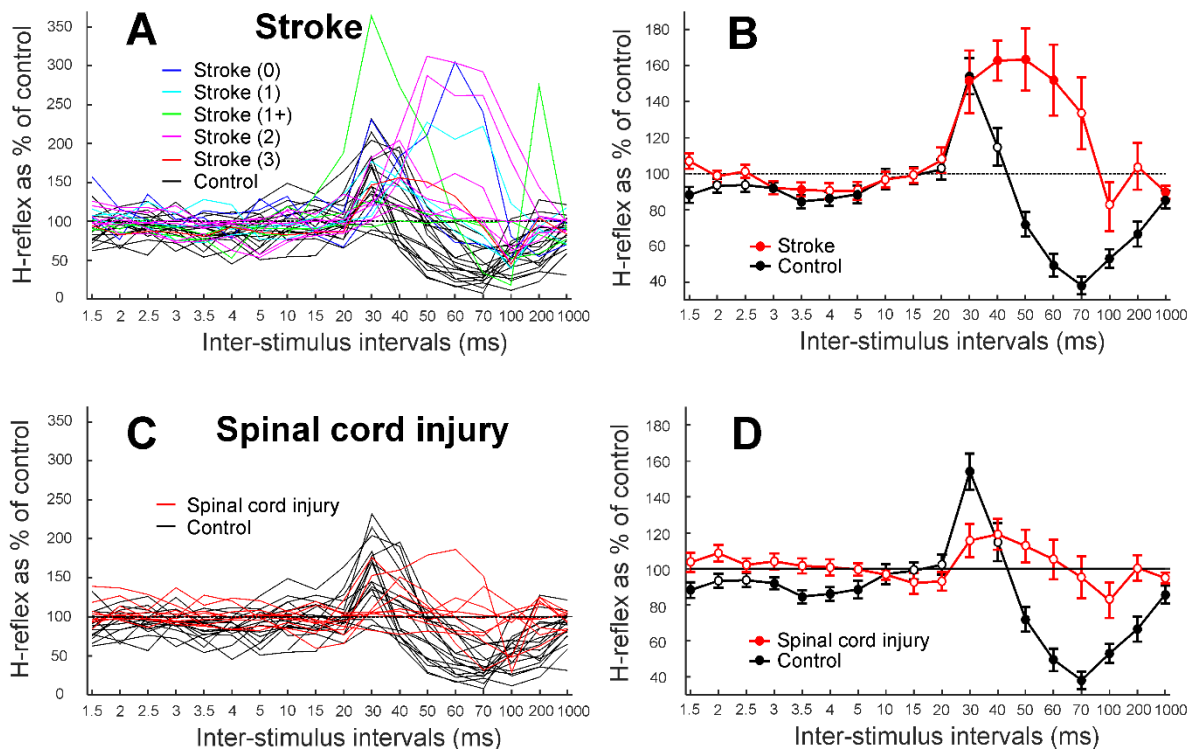 A Stroke
H-reflex as % of control
350
300
250
200
150
100
50
0
Stroke (0)
Stroke (1)
Stroke (1+)
Stroke (2)
Stroke (3)
Control
1.5 2 2.5 3 3.5 4 5 10 15 20 30 40 50 60 70 100 200 1000
Inter-stimulus intervals (ms)
B
H-reflex as % of control
180
160
140
120
100
80
60
40
Stroke
Control
1.5 2 2.5 3 3.5 4 5 10 15 20 30 40 50 60 70 100 200 1000
Inter-stimulus intervals (ms)
C Spinal cord injury
H-reflex as % of control
350
300
250
200
150
100
50
0
Spinal cord injury
Control
1.5 2 2.5 3 3.5 4 5 10 15 20 30 40 50 60 70 100 200 1000
Inter-stimulus intervals (ms)
D
H-reflex as % of control
180
160
140
120
100
80
60
40
Spinal cord injury
Control
1.5 2 2.5 3 3.5 4 5 10 15 20 30 40 50 60 70 100 200 1000
Inter-stimulus intervals (ms)